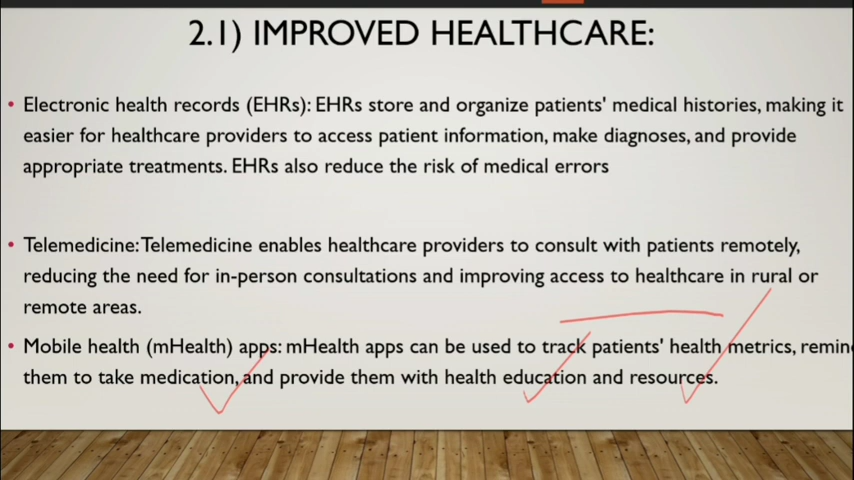 2.1) IMPROVED HEALTHCARE:
• Electronic health records (EHRs): EHRs store and organize patients' medical histories, making it
easier for healthcare providers to access patient information, make diagnoses, and provide
appropriate treatments. EHRs also reduce the risk of medical errors
• Telemedicine: Telemedicine enables healthcare providers to consult with patients remotely,
reducing the need for in-person consultations and improving access to healthcare in rural or
remote areas.
• Mobile health (mHealth) apps: mHealth apps can be used to track patients' health metrics, remin
them to take medication, and provide them with health education and resources.